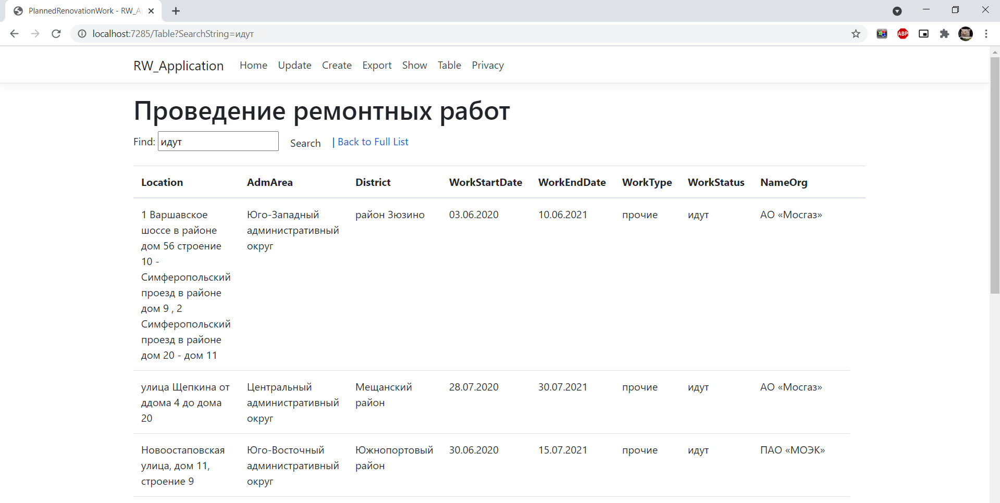 PlannedRenovationWork - RW_A
localhost:7285/Table?SearchString=идут
ABP
RW_Application Home Update Create Export Show Table Privacy
Проведение ремонтных работ
Find: идут Search | Back to Full List
Location AdmArea District WorkStartDate WorkEndDate WorkType WorkStatus NameOrg
1 Варшавское Юго-Западный район Зюзино 03.06.2020 10.06.2021 прочие идут АО «Мосгаз»
шоссе в районе административный
дом 56 строение округ
10 -
Симферопольский
проезд в районе
дом 9 , 2
Симферопольский
проезд в районе
дом 20 - дом 11
улица Щепкина от Центральный Мещанский 28.07.2020 30.07.2021 прочие идут АО «Мосгаз»
ддома 4 до дома административный район
20 округ
Новоостаповская Юго-Восточный Южнопортовый 30.06.2020 15.07.2021 прочие идут ПАО «МОЭК»
улица, дом 11, административный район
строение 9 округ